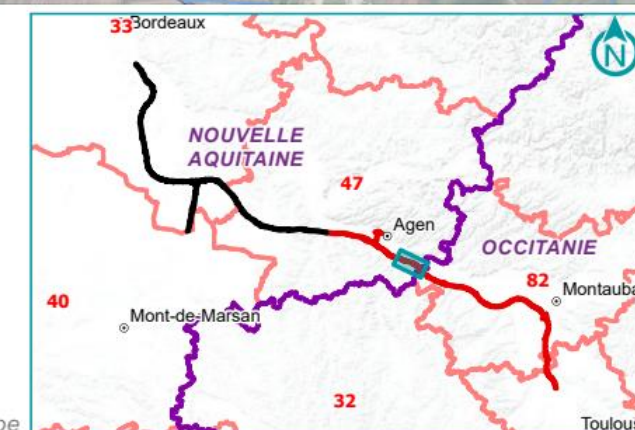 33
Bordeaux
N
NOUVELLE
AQUITAINE
47
Agen
OCCITANIE
82
Montauba
40
Mont-de-Marsan
32
Toulous